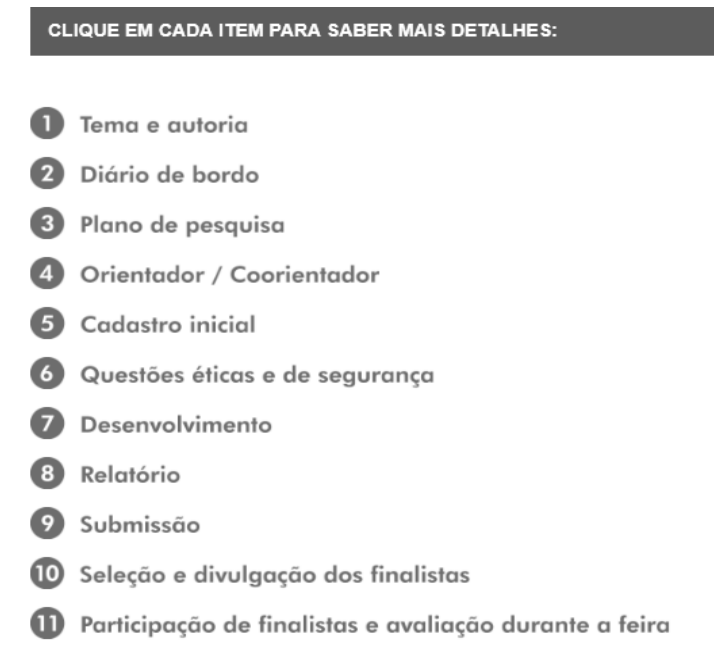 CLIQUE EM CADA ITEM PARA SABER MAIS DETALHES:
1 Tema e autoria
2 Diário de bordo
3 Plano de pesquisa
4 Orientador / Coorientador
5 Cadastro inicial
6 Questões éticas e de segurança
7 Desenvolvimento
8 Relatório
9 Submissão
10 Seleção e divulgação dos finalistas
11 Participação de finalistas e avaliação durante a feira